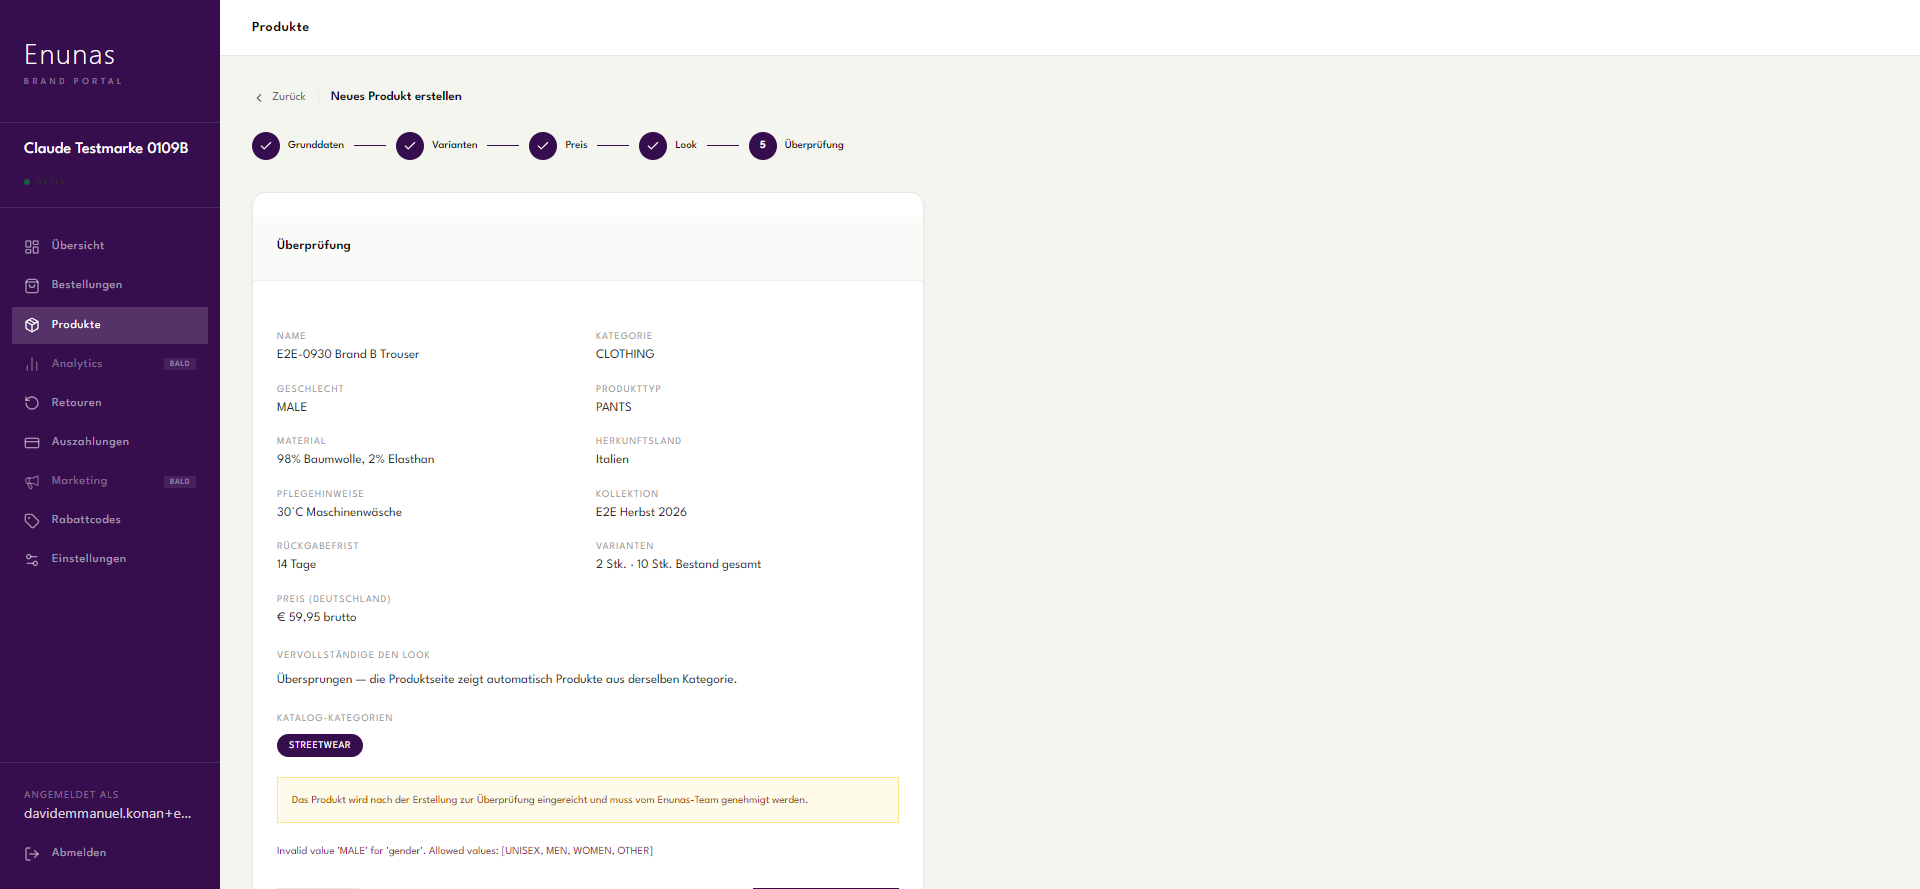 Enunas
BRAND PORTAL
Claude Testmarke 0109B
AKTIV
Übersicht
Bestellungen
Produkte
Analytics BALD
Retouren
Auszahlungen
Marketing BALD
Rabattcodes
Einstellungen
ANGEMELDET ALS
davidemmanuel.konan+e...
Abmelden
Produkte
Zurück
Neues Produkt erstellen
Grunddaten
Varianten
Preis
Look
5 Überprüfung
Überprüfung
NAME
E2E-0930 Brand B Trouser
KATEGORIE
CLOTHING
GESCHLECHT
MALE
PRODUKTTYP
PANTS
MATERIAL
98% Baumwolle, 2% Elasthan
HERKUNFTSLAND
Italien
PFLEGEHINWEISE
30°C Maschinenwäsche
KOLLEKTION
E2E Herbst 2026
RÜCKGABEFRIST
14 Tage
VARIANTEN
2 Stk. · 10 Stk. Bestand gesamt
PREIS (DEUTSCHLAND)
€ 59,95 brutto
VERVOLLSTÄNDIGE DEN LOOK
Übersprungen — die Produktseite zeigt automatisch Produkte aus derselben Kategorie.
KATALOG-KATEGORIEN
STREETWEAR
Das Produkt wird nach der Erstellung zur Überprüfung eingereicht und muss vom Enunas-Team genehmigt werden.
Invalid value 'MALE' for 'gender'. Allowed values: [UNISEX, MEN, WOMEN, OTHER]